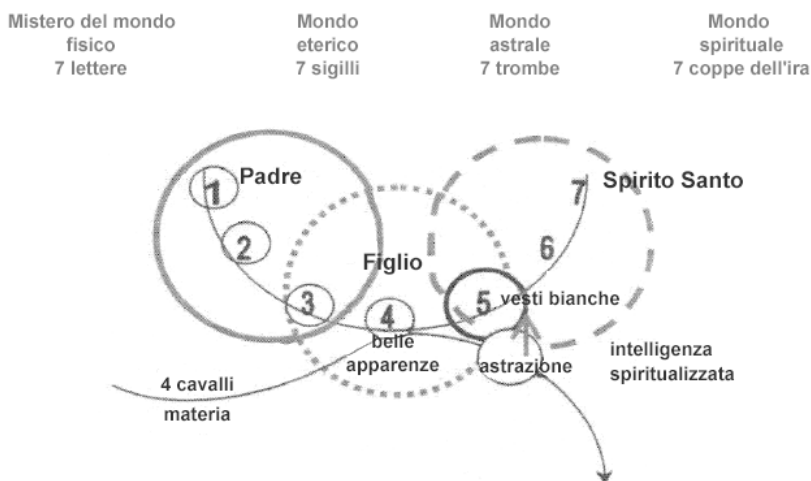 Mistero del mondo
fisico
7 lettere
Mondo
eterico
7 sigilli
Mondo
astrale
7 trombe
Mondo
spirituale
7 coppe dell'ira
1
Padre
2
3
Figlio
4
belle
apparenze
4 cavalli
materia
7
Spirito Santo
6
5
vesti bianche
astrazione
intelligenza
spiritualizzata